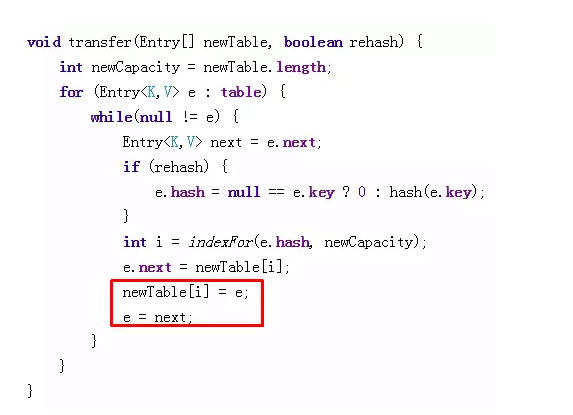 void transfer(Entry[] newTable, boolean rehash) {
    int newCapacity = newTable.length;
    for (Entry<K,V> e : table) {
        while(null != e) {
            Entry<K,V> next = e.next;
            if (rehash) {
                e.hash = null == e.key ? 0 : hash(e.key);
            }
            int i = indexFor(e.hash, newCapacity);
            e.next = newTable[i];
            newTable[i] = e;
            e = next;
        }
    }
}